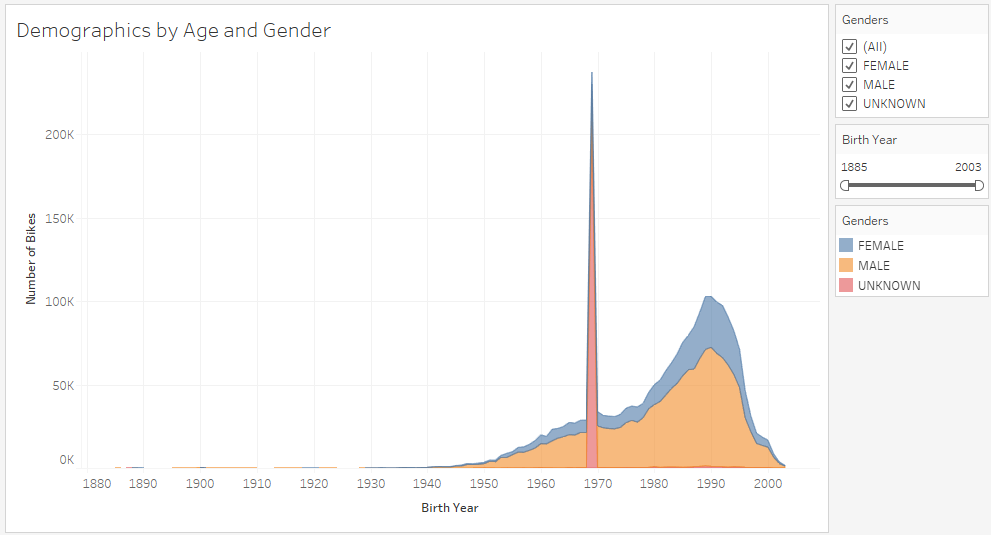 Demographics by Age and Gender
Number of Bikes
200K
150K
100K
50K
0K
1880 1890 1900 1910 1920 1930 1940 1950 1960 1970 1980 1990 2000
Birth Year
Genders
(All)
FEMALE
MALE
UNKNOWN
Birth Year
1885 2003
Genders
FEMALE
MALE
UNKNOWN